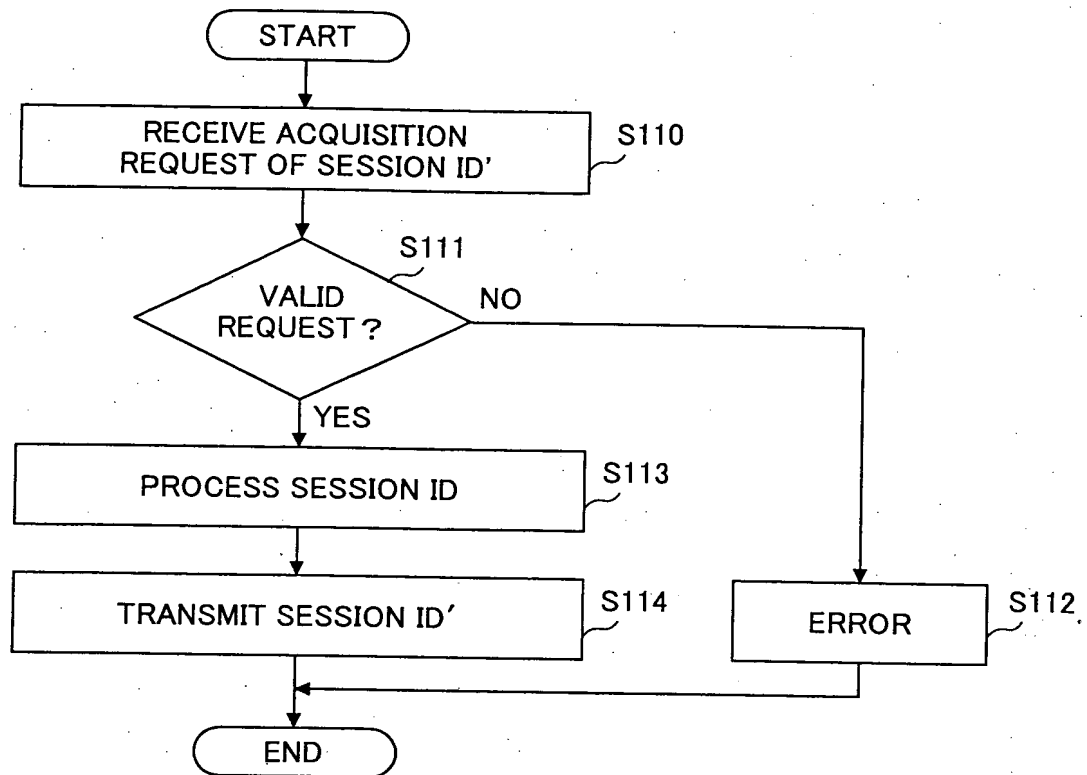 START
RECEIVE ACQUISITION
REQUEST OF SESSION ID'
S110
S111
VALID
REQUEST?
NO
YES
PROCESS SESSION ID
S113
TRANSMIT SESSION ID'
S114
ERROR
S112
END